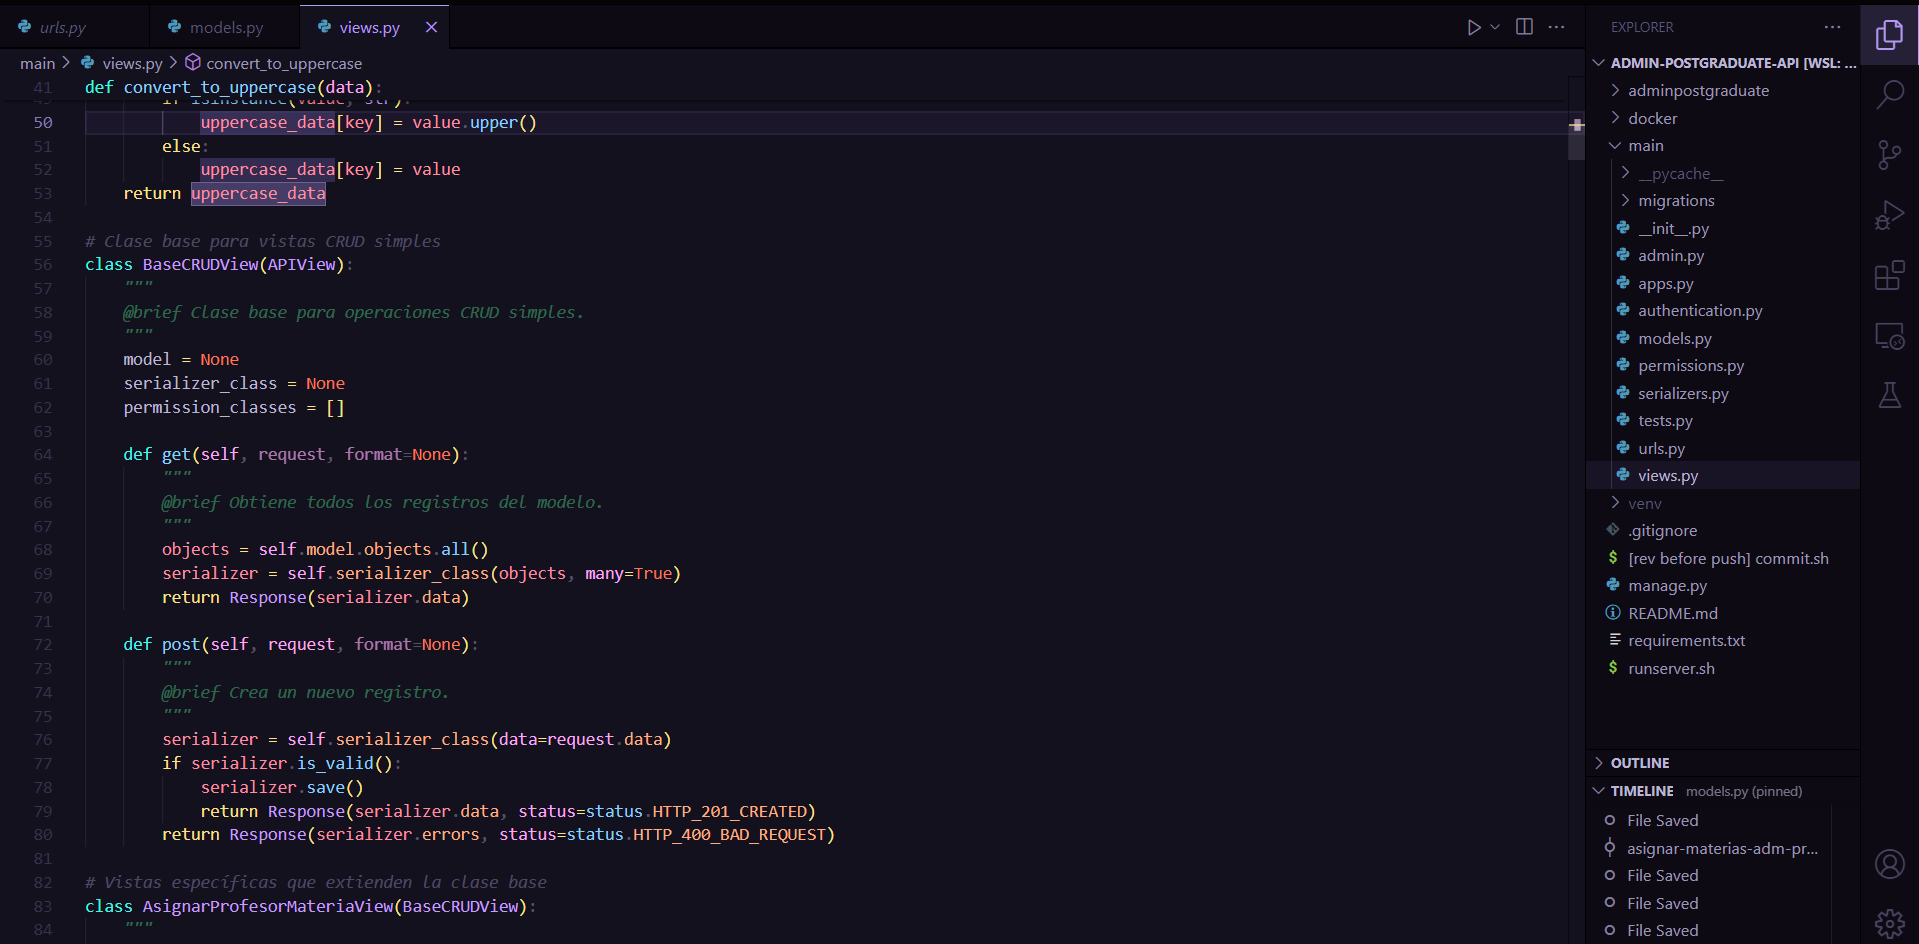 urls.py
models.py
views.py
main > views.py > convert_to_uppercase
41 def convert_to_uppercase(data):
49 if isinstance(value, str):
50 uppercase_data[key] = value.upper()
51 else:
52 uppercase_data[key] = value
53 return uppercase_data
54
55 # Clase base para vistas CRUD simples
56 class BaseCRUDView(APIView):
57 """
58 @brief Clase base para operaciones CRUD simples.
59 """
60 model = None
61 serializer_class = None
62 permission_classes = []
63
64 def get(self, request, format=None):
65 """
66 @brief Obtiene todos los registros del modelo.
67 """
68 objects = self.model.objects.all()
69 serializer = self.serializer_class(objects, many=True)
70 return Response(serializer.data)
71
72 def post(self, request, format=None):
73 """
74 @brief Crea un nuevo registro.
75 """
76 serializer = self.serializer_class(data=request.data)
77 if serializer.is_valid():
78 serializer.save()
79 return Response(serializer.data, status=status.HTTP_201_CREATED)
80 return Response(serializer.errors, status=status.HTTP_400_BAD_REQUEST)
81
82 # Vistas específicas que extienden la clase base
83 class AsignarProfesorMateriaView(BaseCRUDView):
84 """
EXPLORER
ADMIN-POSTGRADUATE-API [WSL: ...
adminpostgraduate
docker
main
__pycache__
migrations
__init__.py
admin.py
apps.py
authentication.py
models.py
permissions.py
serializers.py
tests.py
urls.py
views.py
venv
.gitignore
$ [rev before push] commit.sh
manage.py
README.md
requirements.txt
$ runserver.sh
OUTLINE
TIMELINE models.py (pinned)
File Saved
asignar-materias-adm-pr...
File Saved
File Saved
File Saved